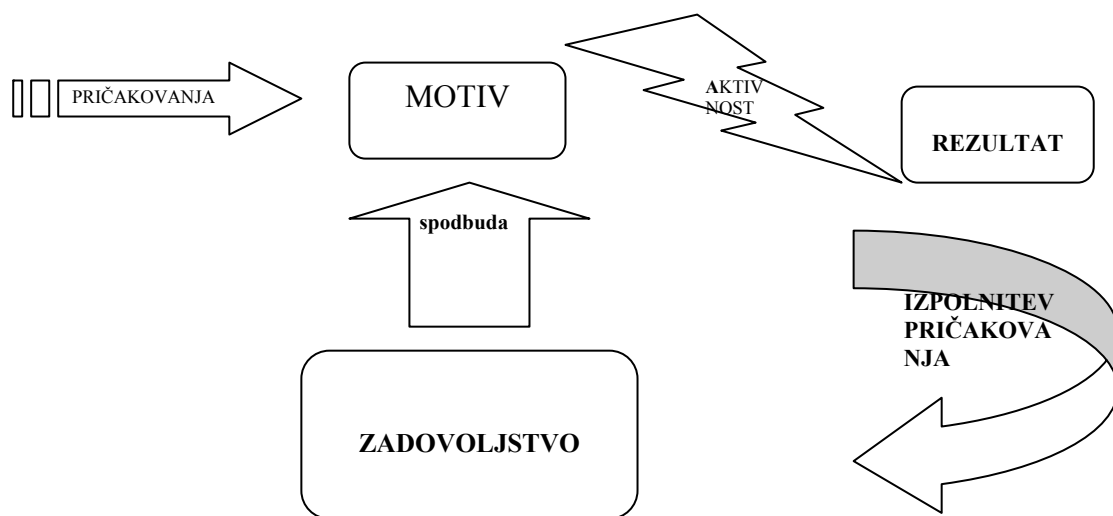 PRIČAKOVANJA
MOTIV
AKTIV
NOST
REZULTAT
spodbuda
IZPOLNITEV
PRIČAKOVA
NJA
ZADOVOLJSTVO